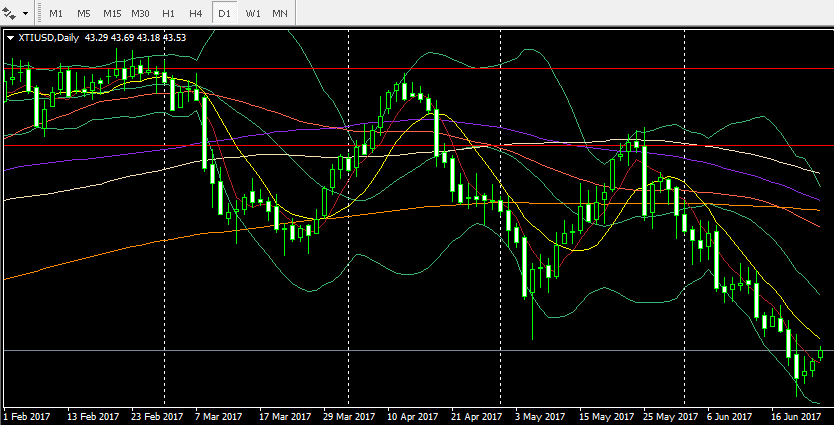 M1 M5 M15 M30 H1 H4 D1 W1 MN
XTIUSD,Daily 43.29 43.69 43.18 43.53
1 Feb 2017 13 Feb 2017 23 Feb 2017 7 Mar 2017 17 Mar 2017 29 Mar 2017 10 Apr 2017 21 Apr 2017 3 May 2017 15 May 2017 25 May 2017 6 Jun 2017 16 Jun 2017